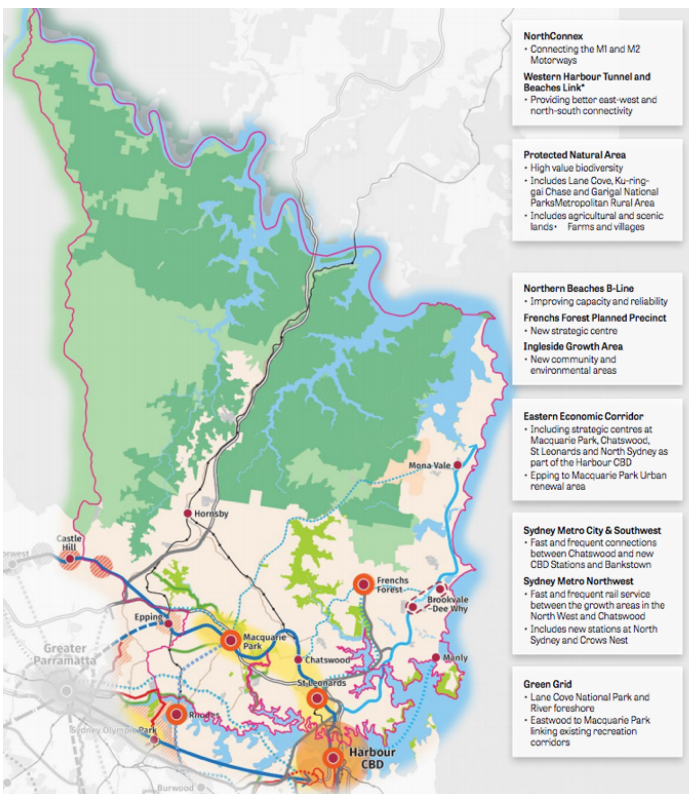 NorthConnex
• Connecting the M1 and M2
Motorways
Western Harbour Tunnel and
Beaches Link*
• Providing better east-west and
north-south connectivity
Protected Natural Area
• High value biodiversity
• Includes Lane Cove, Ku-ring-
gai Chase and Garigal National
ParksMetropolitan Rural Area
• Includes agricultural and scenic
lands• Farms and villages
Northern Beaches B-Line
• Improving capacity and reliability
Frenchs Forest Planned Precinct
• New strategic centre
Ingleside Growth Area
• New community and
environmental areas
Eastern Economic Corridor
• Including strategic centres at
Macquarie Park, Chatswood,
St Leonards and North Sydney as
part of the Harbour CBD
• Epping to Macquarie Park Urban
renewal area
Sydney Metro City & Southwest
• Fast and frequent connections
between Chatswood and new
CBD Stations and Bankstown
Sydney Metro Northwest
• Fast and frequent rail service
between the growth areas in the
North West and Chatswood
• Includes new stations at North
Sydney and Crows Nest
Green Grid
• Lane Cove National Park and
River foreshore
• Eastwood to Macquarie Park
linking existing recreation
corridors
Mona Vale
Hornsby
Castle
Hill
orwest
Frenchs
Forest
Brookvale
–Dee Why
Epping
Macquarie
Park
Greater
Parramatta
Chatswood
Manly
St Leonards
Rhodes
Sydney Olympic Park
Harbour
CBD
Burwood